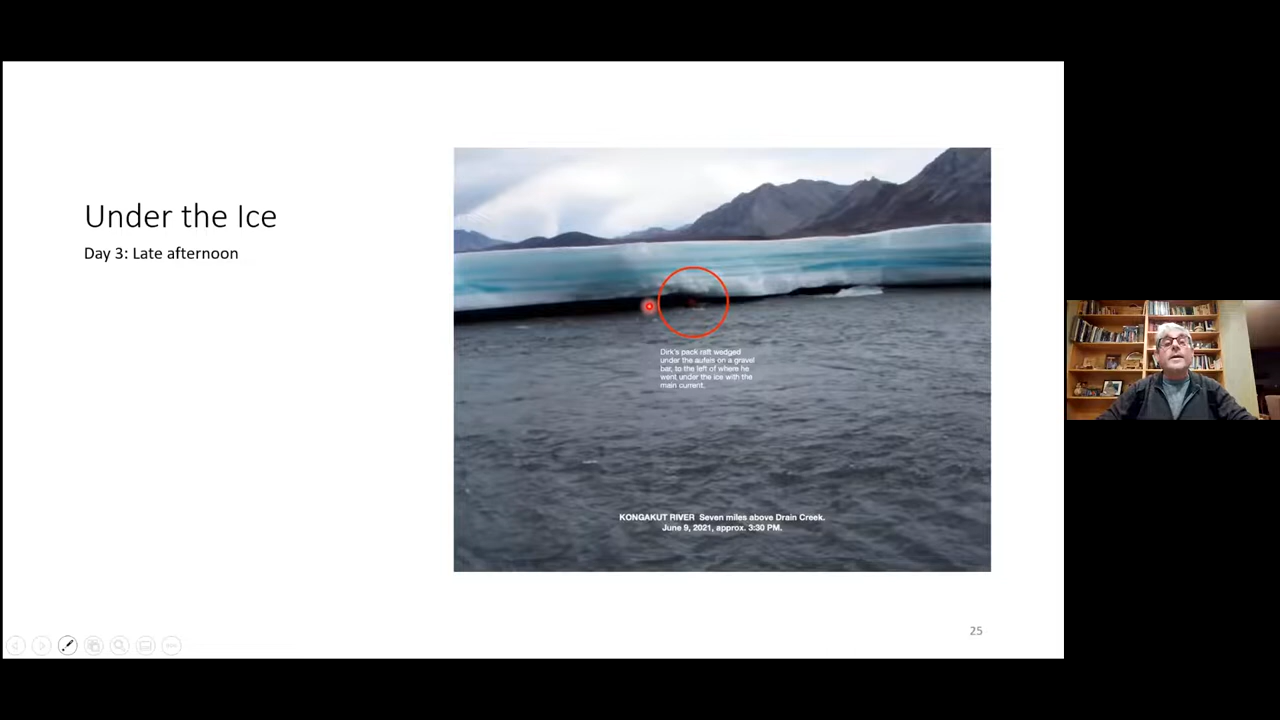 Under the Ice
Day 3: Late afternoon
Dirk's pack raft wedged
under the aufeis on a gravel
bar, to the left of where he
went under the ice with the
main current.
KONGAKUT RIVER Seven miles above Drain Creek.
June 9, 2021, approx. 3:30 PM.
25